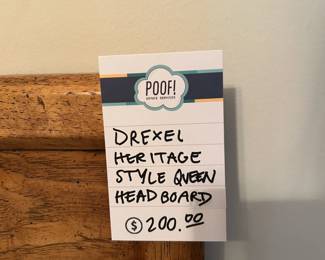 POOF!
ESTATE SERVICES
DREXEL
HERITAGE
STYLE QUEEN
HEADBOARD
$ 200.00